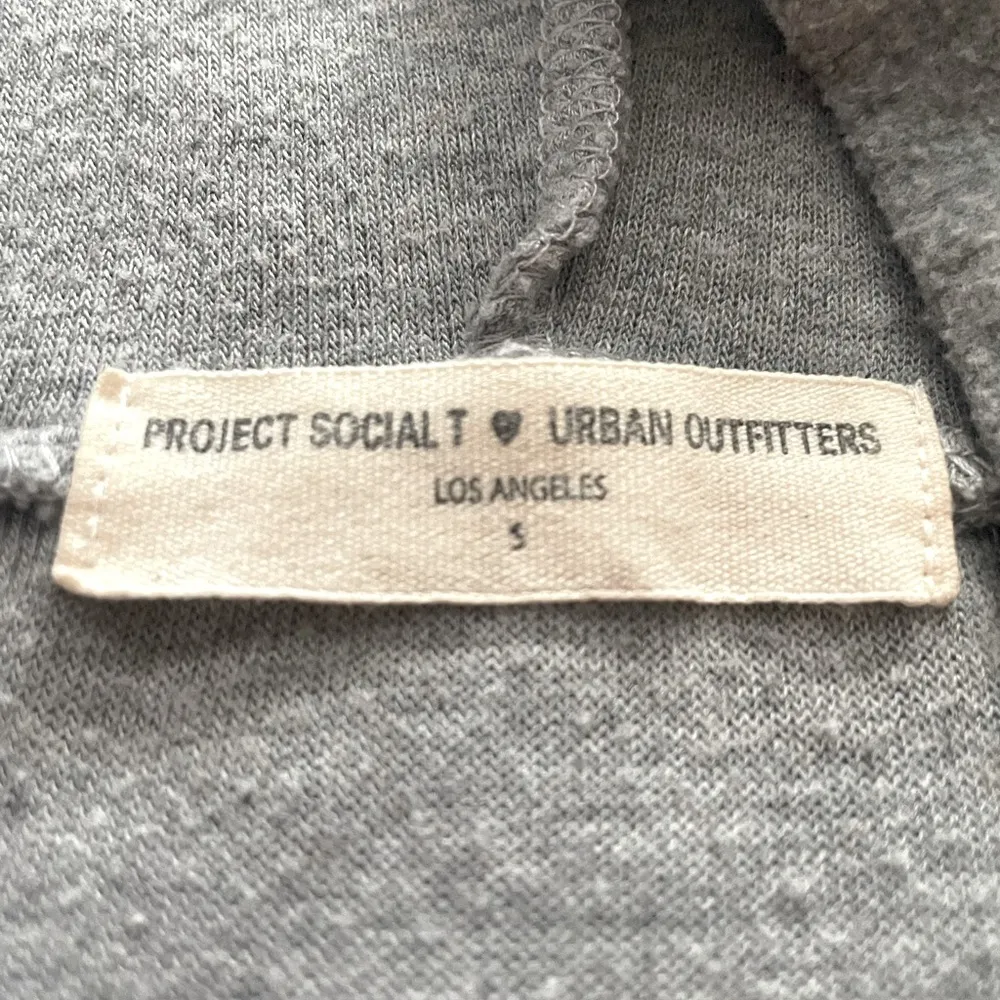 PROJECT SOCIAL T ♥ URBAN OUTFITTERS
LOS ANGELES
S